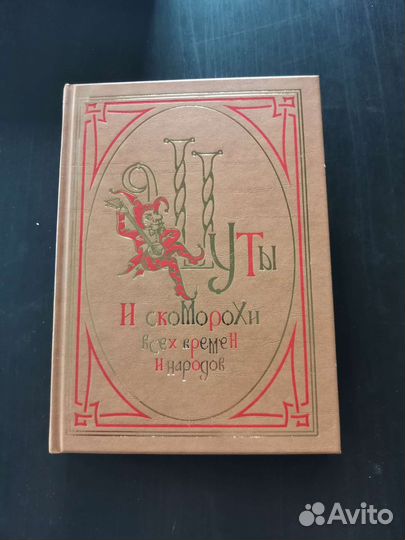 Шуты
и скоморохи
всех времен
и народов
Avito